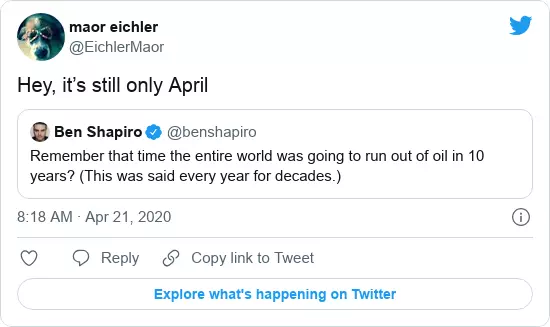 maor eichler
@EichlerMaor
Hey, it’s still only April
Ben Shapiro @benshapiro
Remember that time the entire world was going to run out of oil in 10
years? (This was said every year for decades.)
8:18 AM · Apr 21, 2020
Reply Copy link to Tweet
Explore what's happening on Twitter